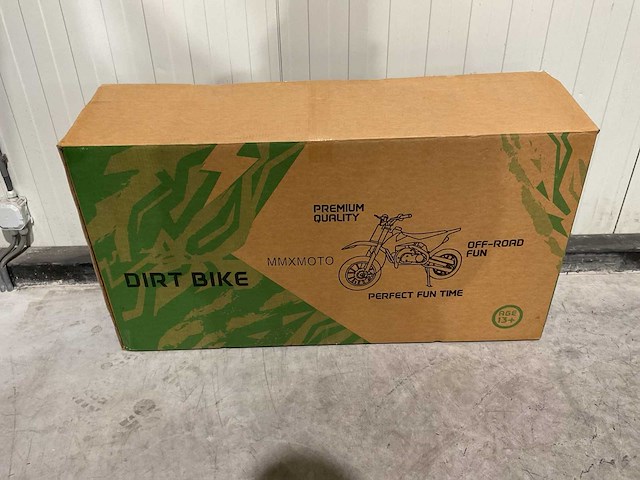 PREMIUM
QUALITY
OFF-ROAD
FUN
MMXMOTO
DIRT BIKE
PERFECT FUN TIME
AGE
13+